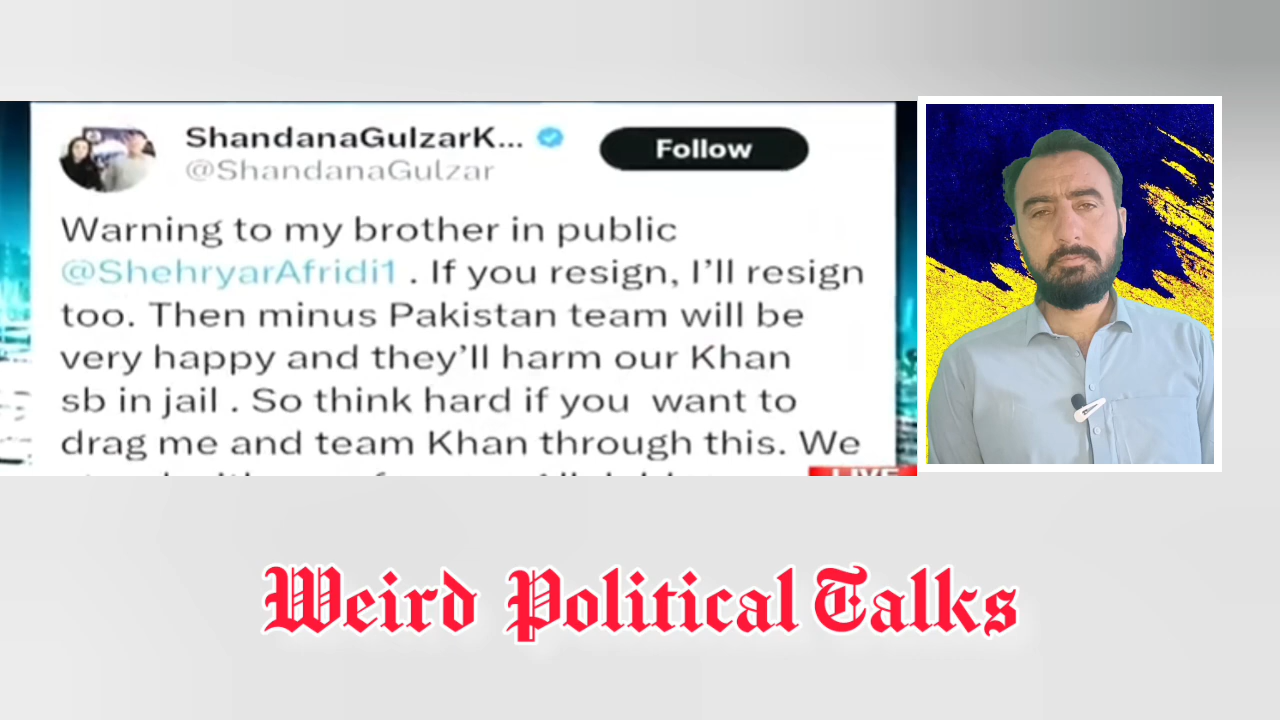 ShandanaGulzarK...
Follow
@ShandanaGulzar
Warning to my brother in public
@ShehryarAfridi1 . If you resign, I’ll resign
too. Then minus Pakistan team will be
very happy and they’ll harm our Khan
sb in jail . So think hard if you want to
drag me and team Khan through this. We
LIVE
Weird Political Talks